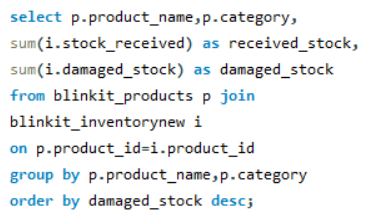 select p.product_name,p.category,
sum(i.stock_received) as received_stock,
sum(i.damaged_stock) as damaged_stock
from blinkit_products p join
blinkit_inventorynew i
on p.product_id=i.product_id
group by p.product_name,p.category
order by damaged_stock desc;